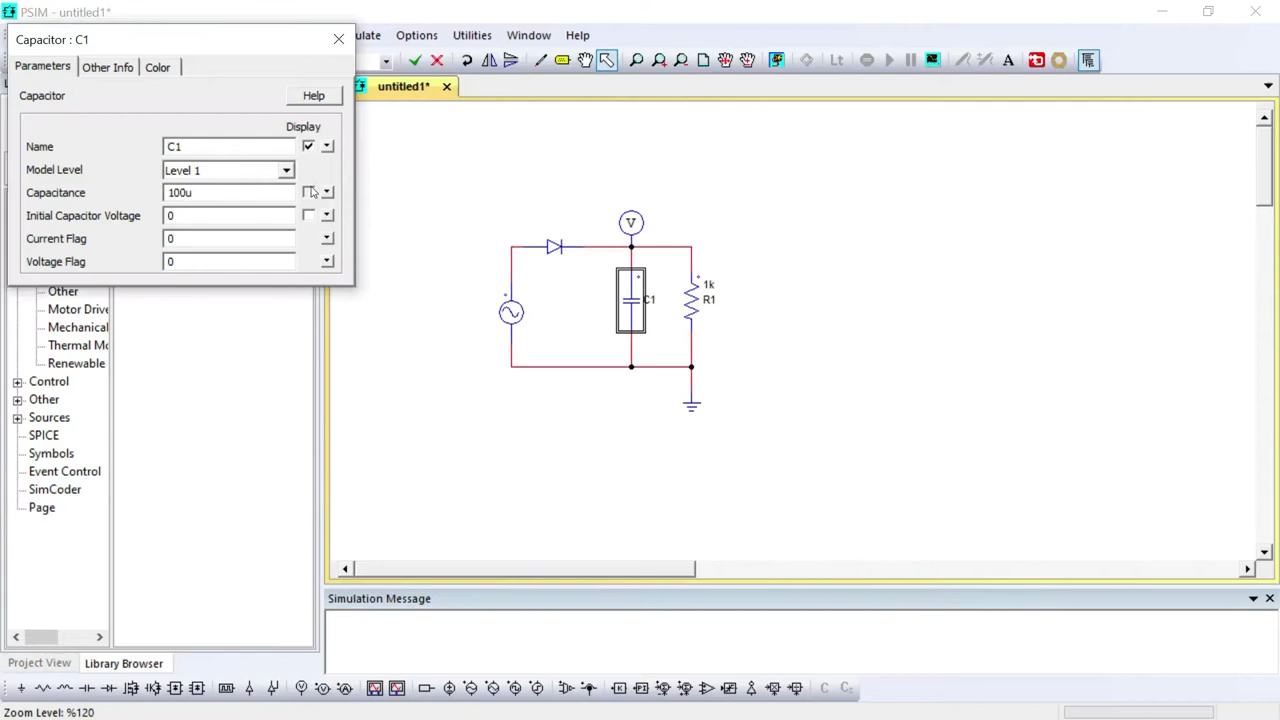 PSIM - untitled1*
Capacitor : C1
ulate Options Utilities Window Help
Parameters Other Info Color
Lt A
untitled1*
Capacitor Help
Display
Name C1
Model Level Level 1
Capacitance 100u
Initial Capacitor Voltage 0
Current Flag 0
Voltage Flag 0
V
1k
C1 R1
Other
Motor Drive
Mechanical
Thermal Mo
Renewable
Control
Other
Sources
SPICE
Symbols
Event Control
SimCoder
Page
Simulation Message
Project View Library Browser
V V A K PI C
Zoom Level: %120